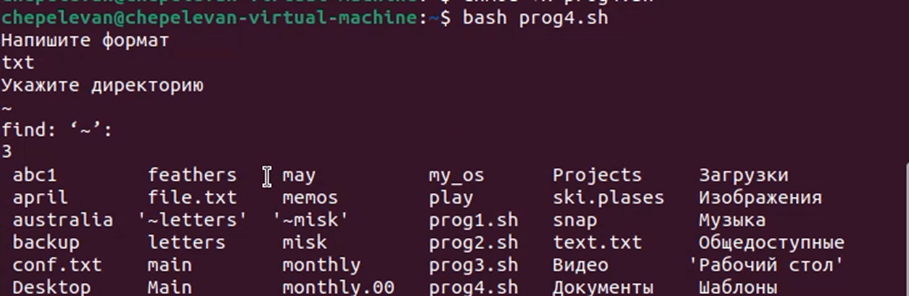 chepelevan@chepelevan-virtual-machine:~$ bash prog4.sh
Напишите формат
txt
Укажите директорию
~
find: ‘~’:
3
abc1 feathers may my_os Projects Загрузки
april file.txt memos play ski.plases Изображения
australia '~letters' '~misk' prog1.sh snap Музыка
backup letters misk prog2.sh text.txt Общедоступные
conf.txt main monthly prog3.sh Видео 'Рабочий стол'
Desktop Main monthly.00 prog4.sh Документы Шаблоны